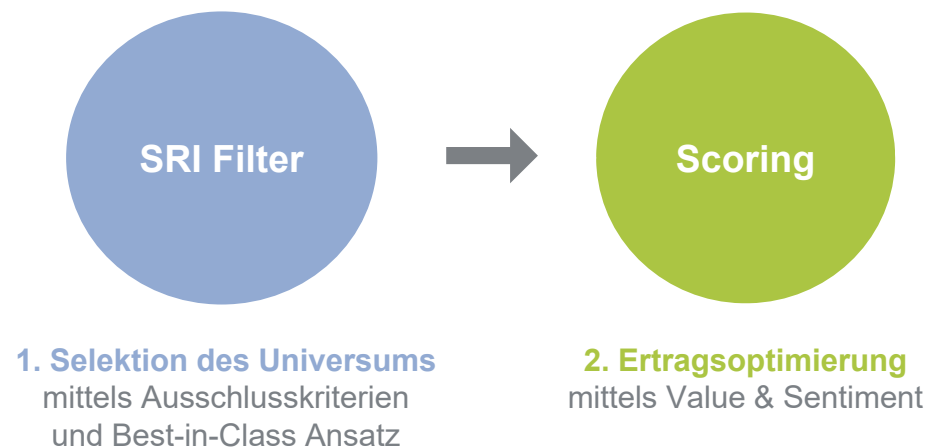 SRI Filter
Scoring
1. Selektion des Universums
mittels Ausschlusskriterien
und Best-in-Class Ansatz
2. Ertragsoptimierung
mittels Value & Sentiment